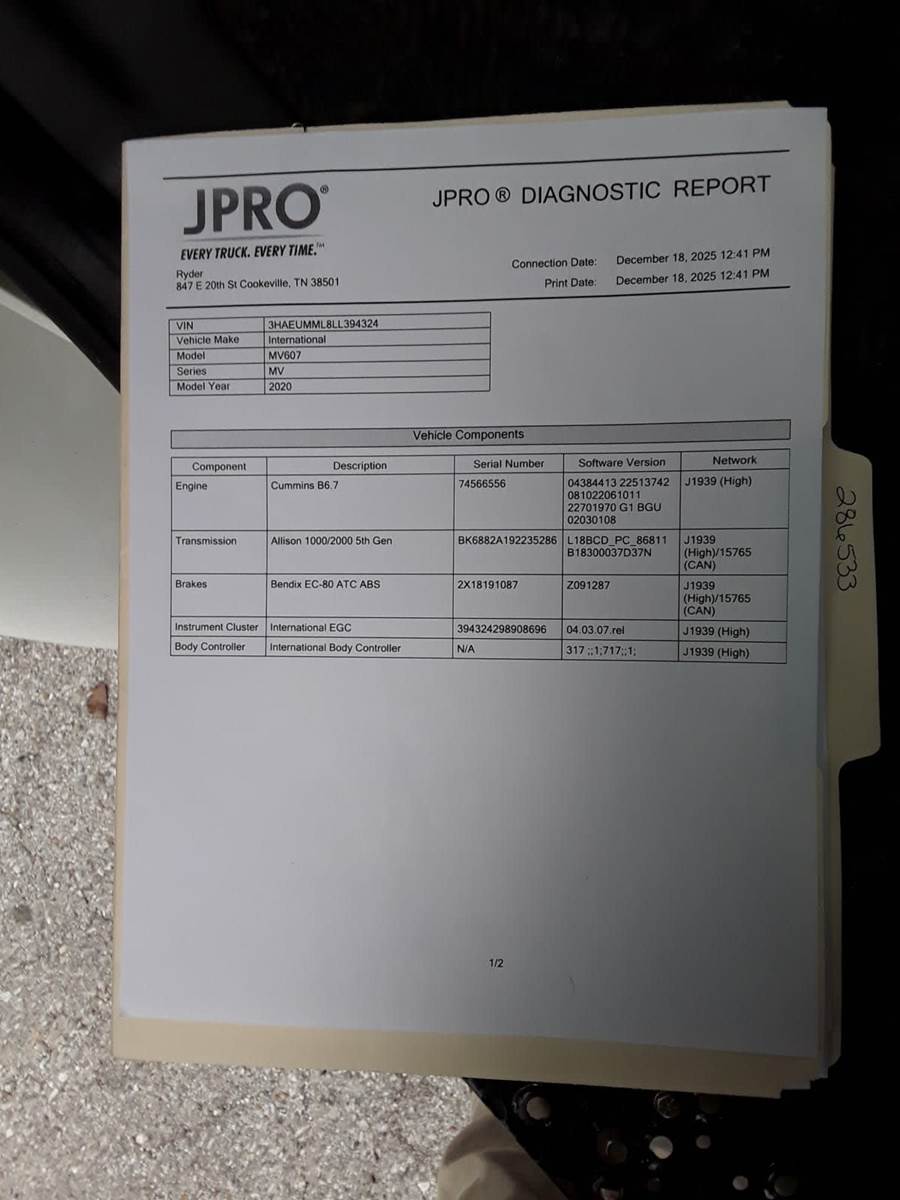 JPRO®
EVERY TRUCK. EVERY TIME.™
Ryder
847 E 20th St Cookeville, TN 38501
JPRO® DIAGNOSTIC REPORT
Connection Date: December 18, 2025 12:41 PM
Print Date: December 18, 2025 12:41 PM
VIN 3HAEUMML8LL394324
Vehicle Make International
Model MV607
Series MV
Model Year 2020
Vehicle Components
Component Description Serial Number Software Version Network
Engine Cummins B6.7 74566556 04384413 22513742 J1939 (High)
081022061011
22701970 G1 BGU
02030108
Transmission Allison 1000/2000 5th Gen BK6882A192235286 L18BCD_PC_86811 J1939
B18300037D37N (High)/15765
(CAN)
Brakes Bendix EC-80 ATC ABS 2X18191087 Z091287 J1939
(High)/15765
(CAN)
Instrument Cluster International EGC 394324298908696 04.03.07.rel J1939 (High)
Body Controller International Body Controller N/A 317 ;;1;717;;1; J1939 (High)
1/2
286533